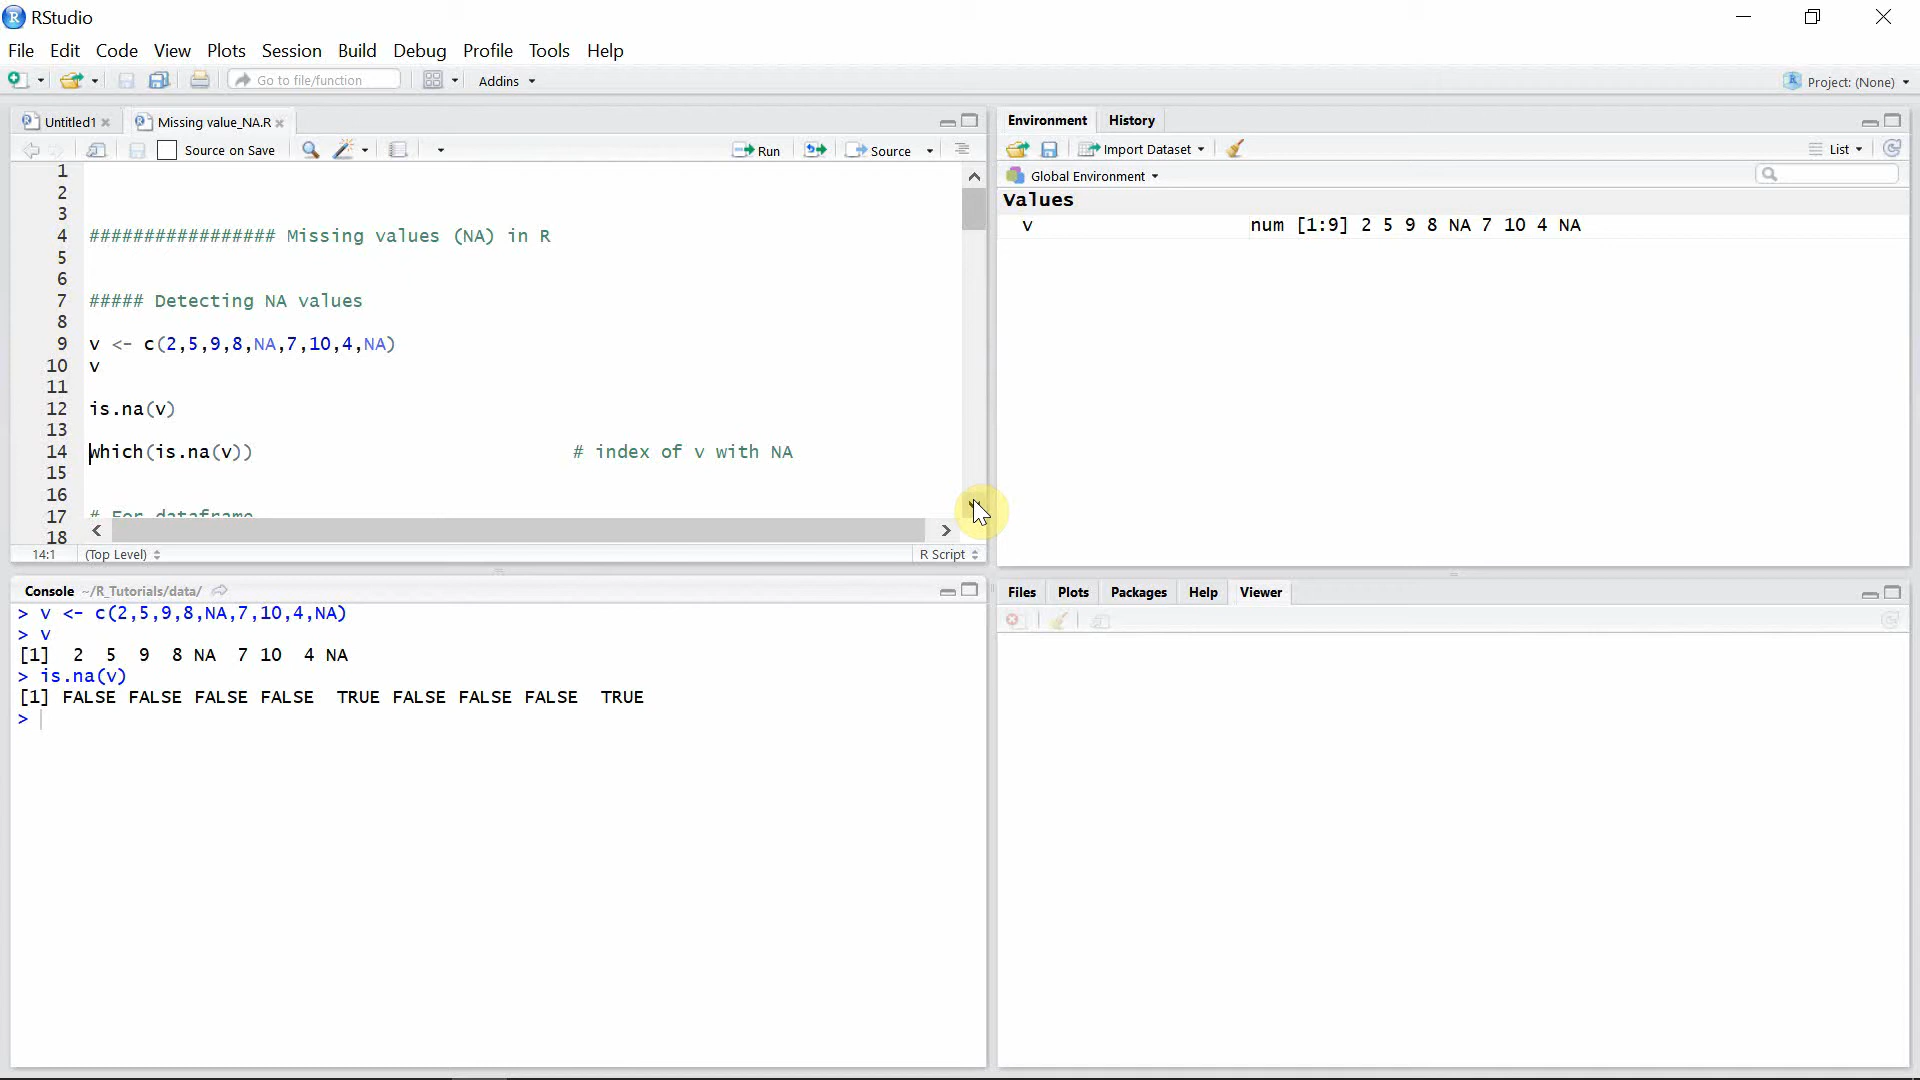 RStudio
File Edit Code View Plots Session Build Debug Profile Tools Help
Go to file/function Addins Project: (None)
Untitled1 Missing value_NA.R
Source on Save Run Source
1
2
3
4 ################# Missing values (NA) in R
5
6
7 ##### Detecting NA values
8
9 v <- c(2,5,9,8,NA,7,10,4,NA)
10 v
11
12 is.na(v)
13
14 which(is.na(v)) # index of v with NA
15
16
17 # For dataframe
18
14:1 (Top Level) R Script
Console ~/R_Tutorials/data/
> v <- c(2,5,9,8,NA,7,10,4,NA)
> v
[1] 2 5 9 8 NA 7 10 4 NA
> is.na(v)
[1] FALSE FALSE FALSE FALSE TRUE FALSE FALSE FALSE TRUE
>
Environment History
Import Dataset List
Global Environment
Values
v num [1:9] 2 5 9 8 NA 7 10 4 NA
Files Plots Packages Help Viewer